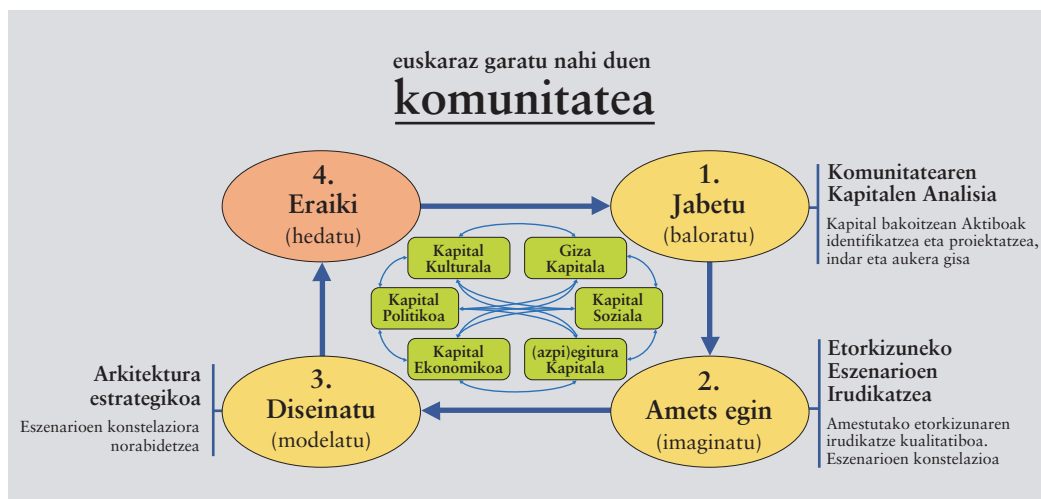 euskaraz garatu nahi duen
komunitatea
4.
Eraiki
(hedatu)
1.
Jabetu
(baloratu)
Komunitatearen
Kapitalen Analisia
Kapital bakoitzean Aktiboak
identifikatzea eta proiektatzea,
indar eta aukera gisa
Kapital
Kulturala
Giza
Kapitala
Kapital
Politikoa
Kapital
Soziala
Kapital
Ekonomikoa
(azpi)egitura
Kapitala
Arkitektura
estrategikoa
Eszenarioen konstelaziora
norabidetzea
3.
Diseinatu
(modelatu)
2.
Amets egin
(imaginatu)
Etorkizuneko
Eszenarioen
Irudikatzea
Amestutako etorkizunaren
irudikatze kualitatiboa.
Eszenarioen konstelazioa